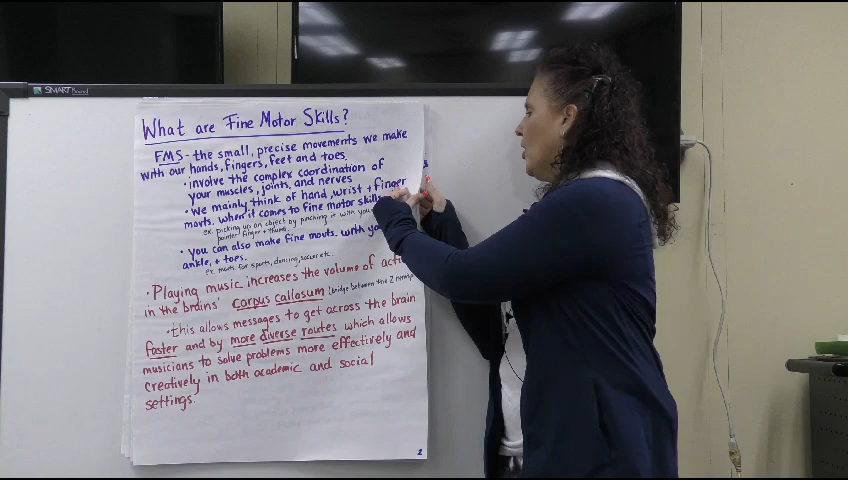 SMART Board
What are Fine Motor Skills?
FMS - the small, precise movements we make
with our hands, fingers, feet and toes.
• involve the complex coordination of
your muscles, joints, and nerves
• We mainly think of hand, wrist + finger
movts. when it comes to fine motor skills
ex. picking up an object by pinching it with
pointer finger + thumb.
• You can also make fine movts. with
ankle, + toes.
ex. movts. for sports, dancing, soccer etc.
• Playing music increases the volume of
in the brains' corpus callosum (bridge between the 2
• this allows messages to get across the brain
faster and by more diverse routes which allows
musicians to solve problems more effectively and
creatively in both academic and social
settings.
2